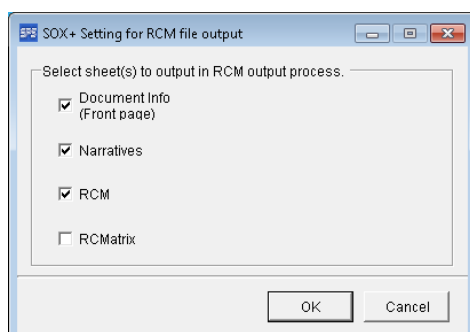 SPS SOX+ Setting for RCM file output
Select sheet(s) to output in RCM output process.
Document Info
(Front page)
Narratives
RCM
RCMatrix
OK Cancel